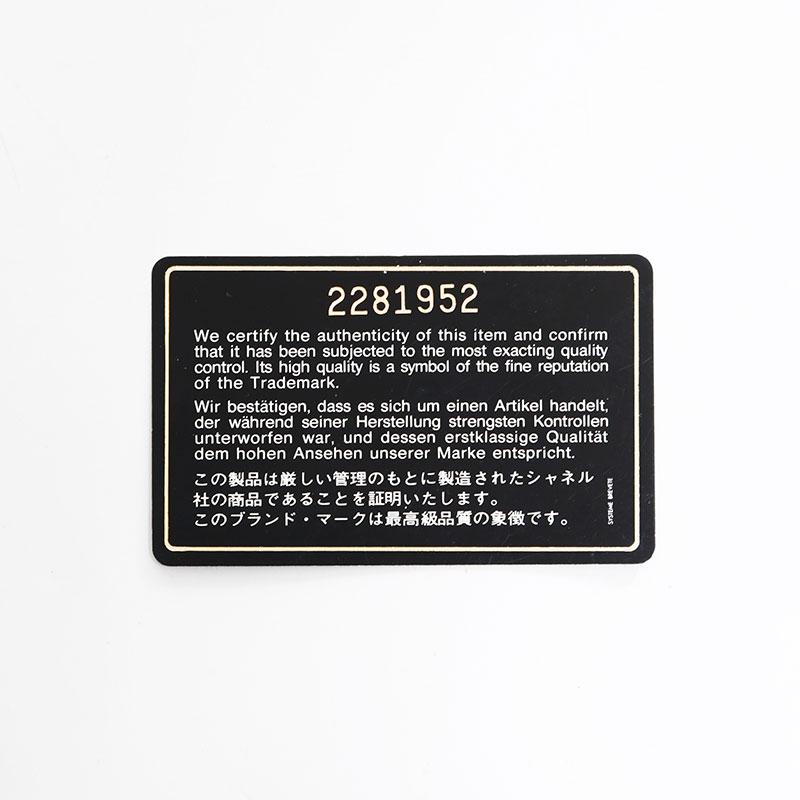 2281952
We certify the authenticity of this item and confirm
that it has been subjected to the most exacting quality
control. Its high quality is a symbol of the fine reputation
of the Trademark.
Wir bestätigen, dass es sich um einen Artikel handelt,
der während seiner Herstellung strengsten Kontrollen
unterworfen war, und dessen erstklassige Qualität
dem hohen Ansehen unserer Marke entspricht.
この製品は厳しい管理のもとに製造されたシャネル
社の商品であることを証明いたします。
このブランド・マークは最高級品質の象徴です。
SYSTEME BREVETE